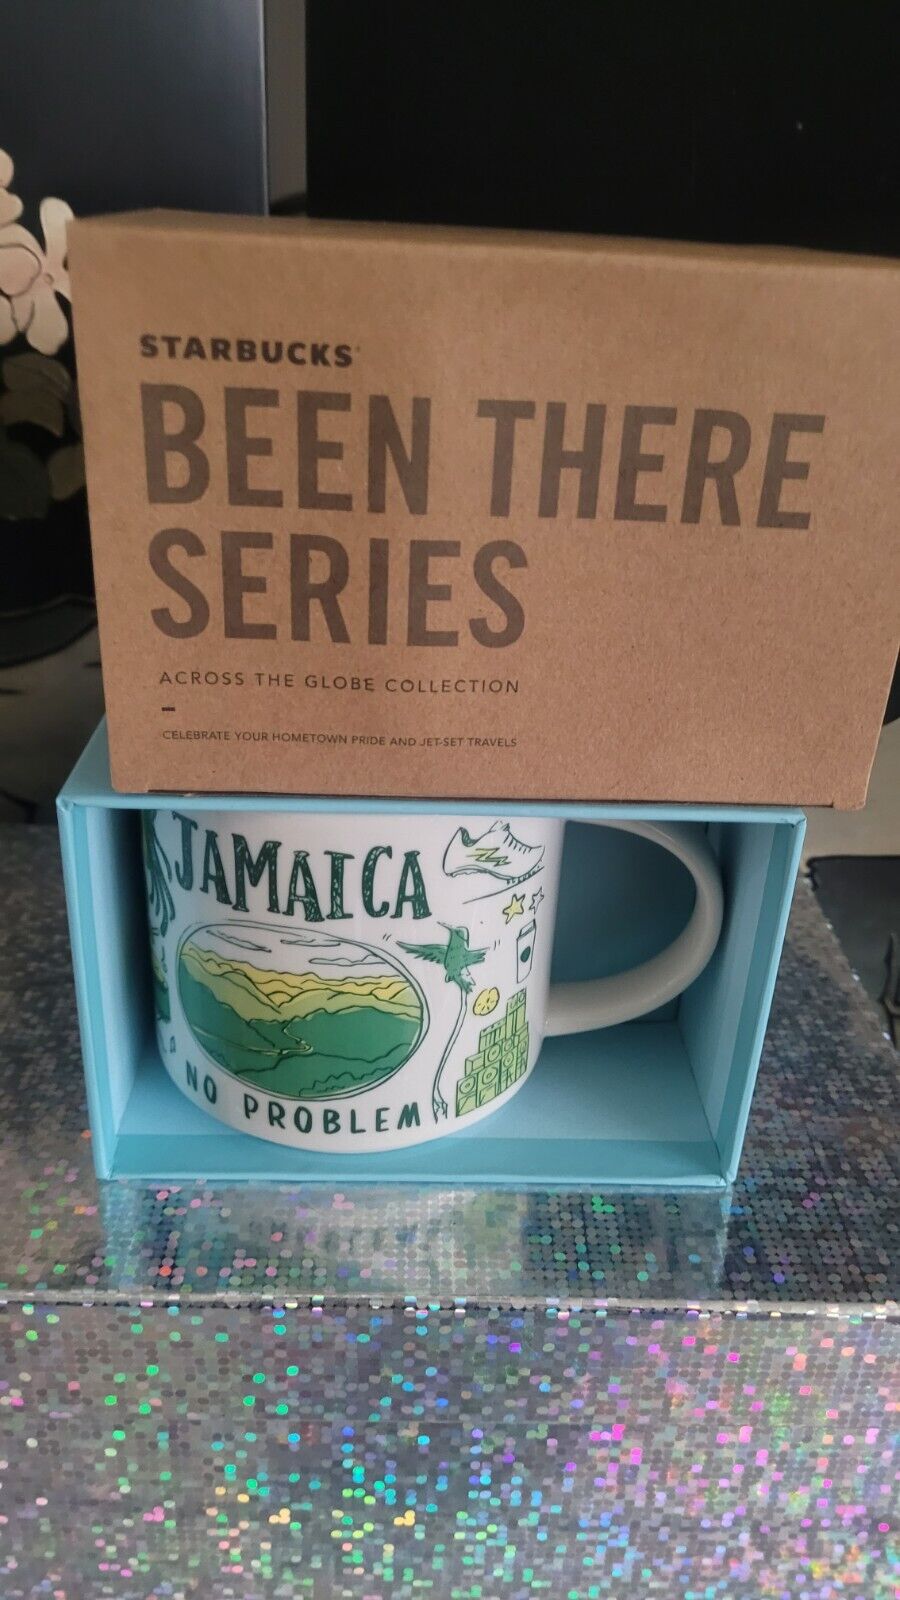 STARBUCKS
BEEN THERE
SERIES
ACROSS THE GLOBE COLLECTION
CELEBRATE YOUR HOMETOWN PRIDE AND JET-SET TRAVELS
JAMAICA
NO PROBLEM